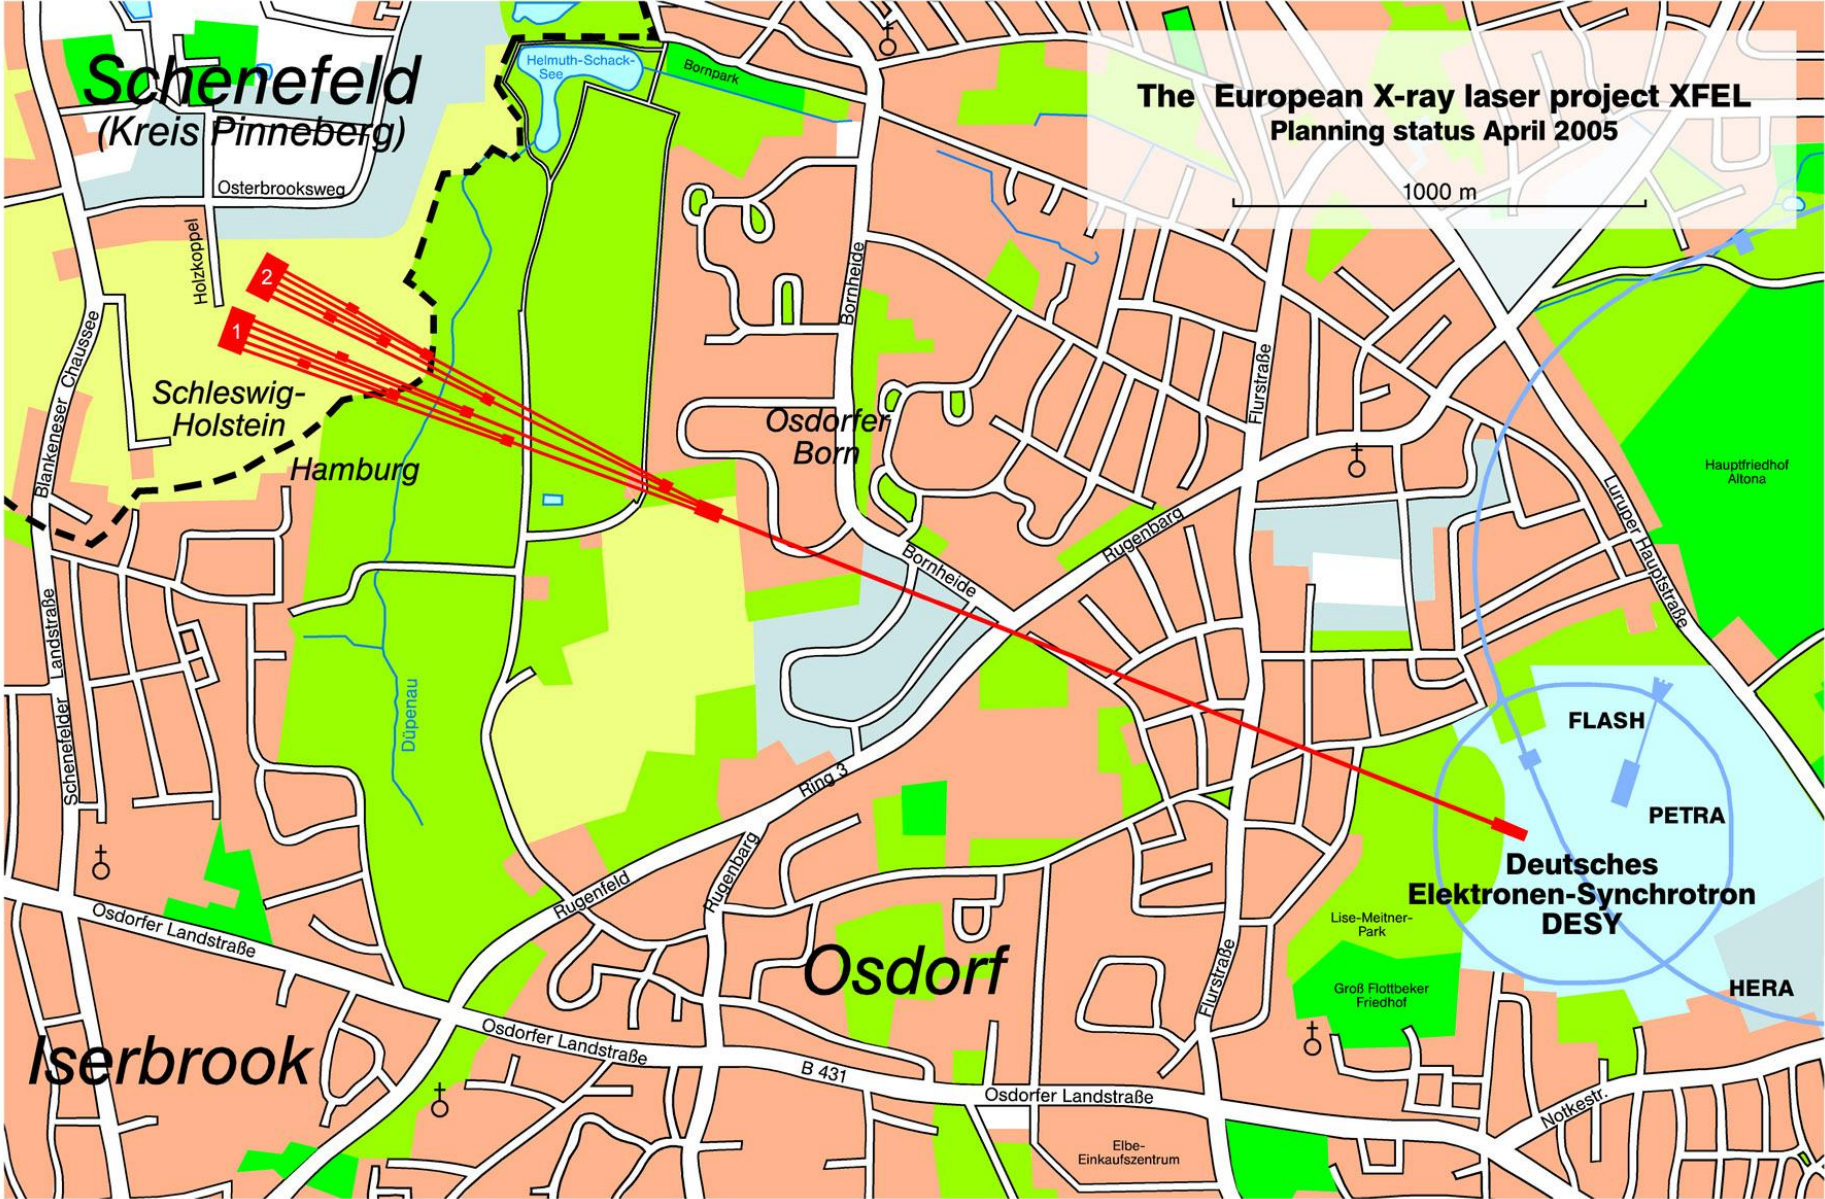 Schenefeld
(Kreis Pinneberg)
Helmuth-Schack-
See
Bornpark
The European X-ray laser project XFEL
Planning status April 2005
1000 m
Osterbrooksweg
Holzkoppel
2
1
Bornheide
Blankeneser Chaussee
Schleswig-
Holstein
Hamburg
Osdorfer
Born
Flurstraße
Hauptfriedhof
Altona
Luruper Hauptstraße
Rugenbarg
Bornheide
Schenefelder Landstraße
Düpenau
FLASH
PETRA
Ring 3
Deutsches
Elektronen-Synchrotron
DESY
Rugenfeld
Rugenbarg
Lise-Meitner-
Park
Osdorfer Landstraße
Osdorf
Flurstraße
Groß Flottbeker
Friedhof
HERA
Iserbrook
Osdorfer Landstraße
B 431
Osdorfer Landstraße
Notkestr.
Elbe-
Einkaufszentrum